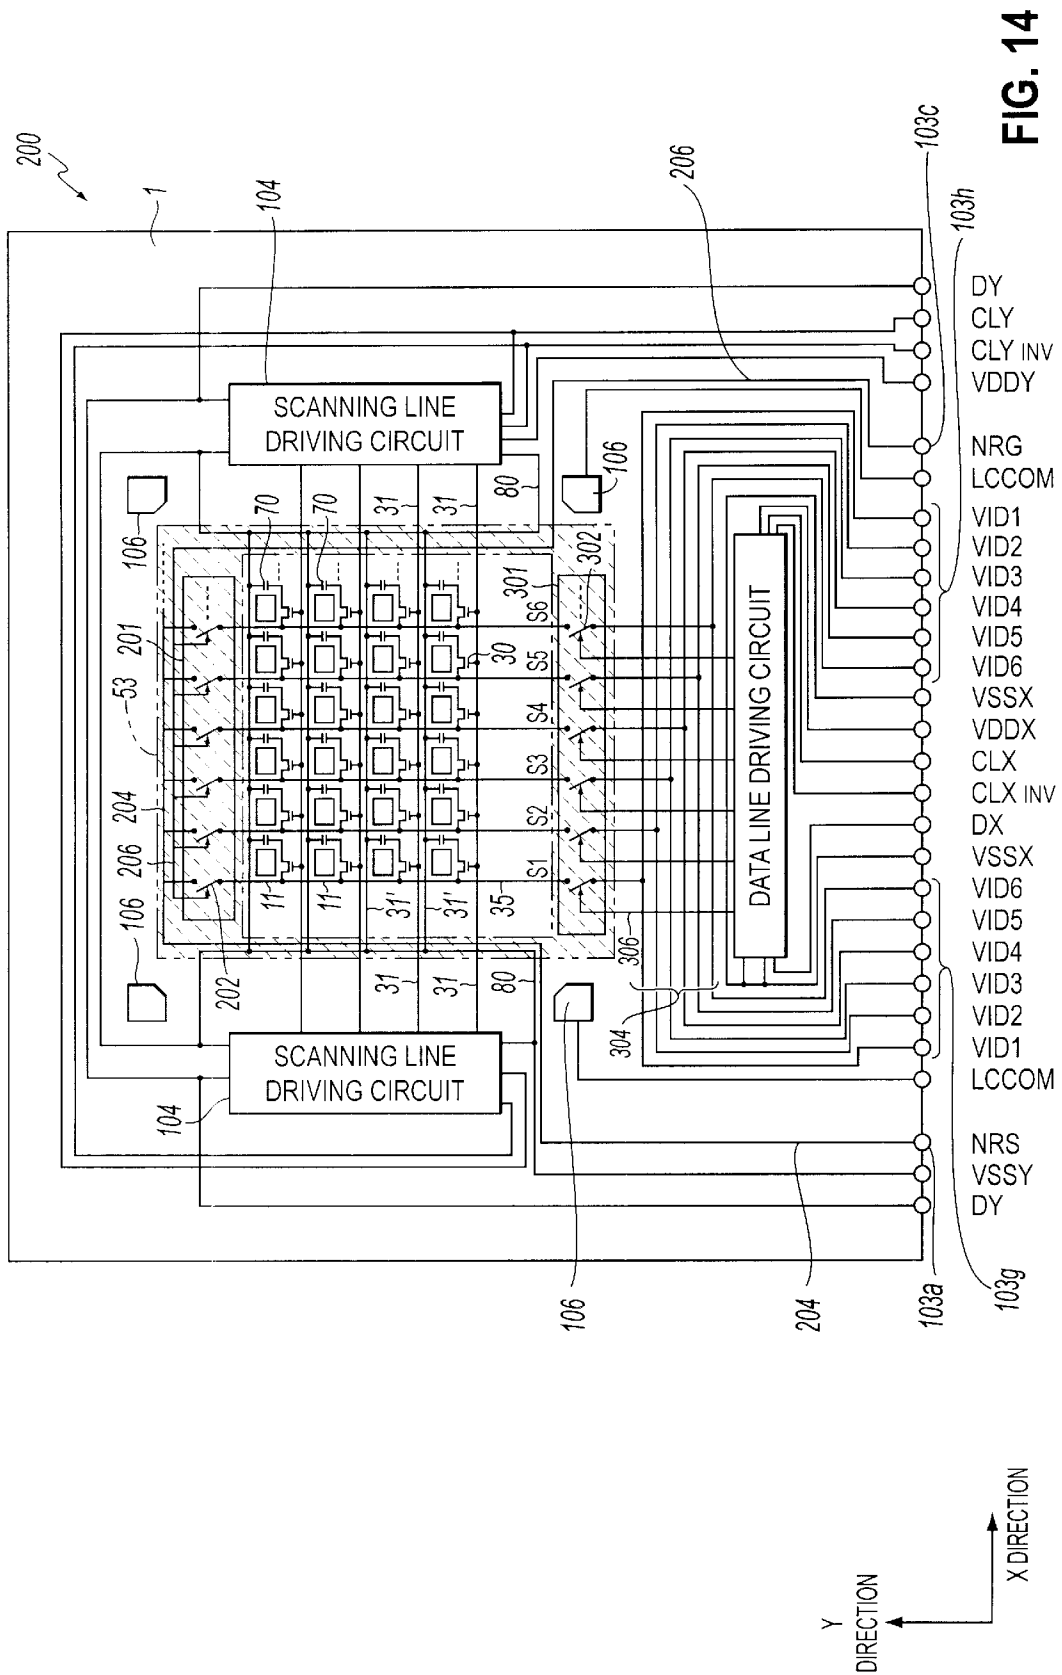 FIG. 14
200
1
104
206
103c
103h
DY
CLY
CLY INV
VDDY
NRG
LCCOM
VID1
VID2
VID3
VID4
VID5
VID6
VSSX
VDDX
CLX
CLX INV
DX
VSSX
VID6
VID5
VID4
VID3
VID2
VID1
LCCOM
NRS
VSSY
DY
SCANNING LINE
DRIVING CIRCUIT
106
70
70
31
31
80
106
53
201
204
206
106
202
301
302
S6
S5
S4
S3
S2
S1
30
11
11
31'
31'
35
31
31
80
306
304
DATA LINE DRIVING CIRCUIT
SCANNING LINE
DRIVING CIRCUIT
104
106
204
103a
103g
Y
DIRECTION
X DIRECTION